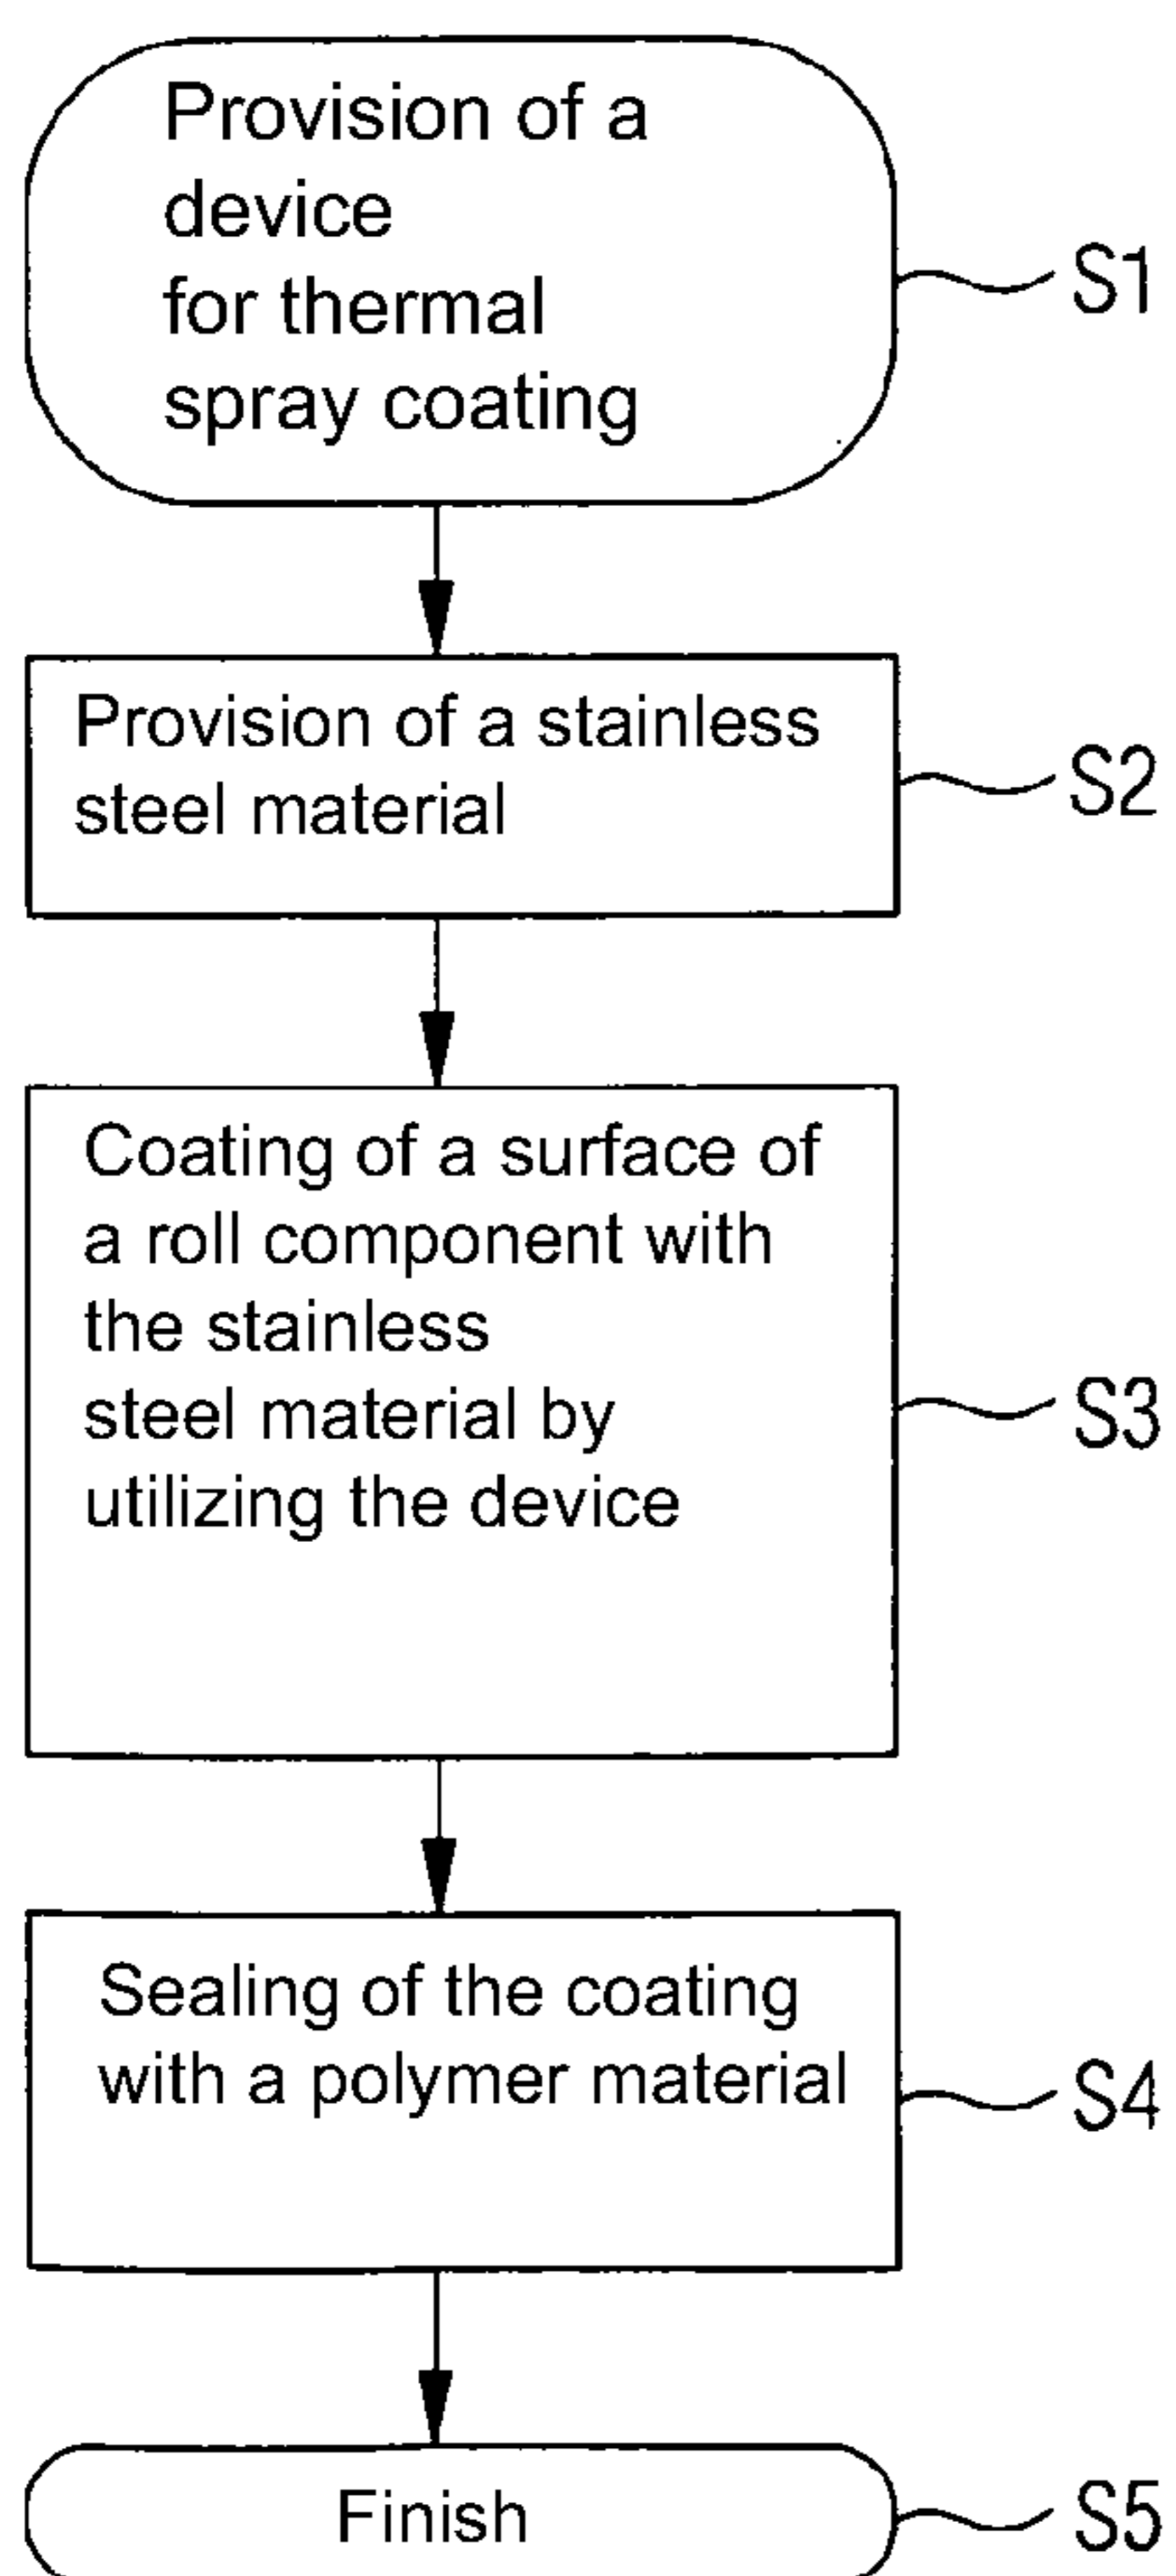 Provision of a
device
for thermal
spray coating
S1
Provision of a stainless
steel material
S2
Coating of a surface of
a roll component with
the stainless
steel material by
utilizing the device
S3
Sealing of the coating
with a polymer material
S4
Finish
S5